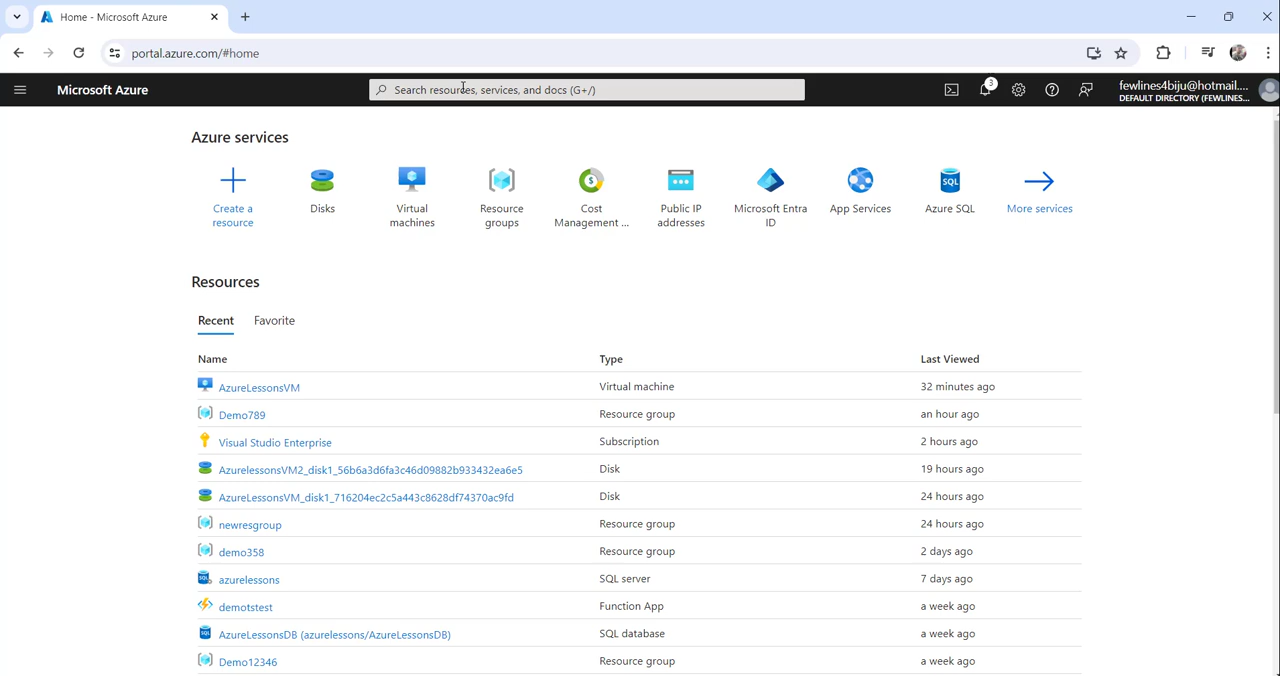 Home - Microsoft Azure
portal.azure.com/#home
Microsoft Azure
Search resources, services, and docs (G+/)
3
fewlines4biju@hotmail....
DEFAULT DIRECTORY (FEWLINES...
Azure services
Create a resource
Disks
Virtual machines
Resource groups
Cost Management ...
Public IP addresses
Microsoft Entra ID
App Services
SQL
Azure SQL
More services
Resources
Recent Favorite
Name Type Last Viewed
AzureLessonsVM Virtual machine 32 minutes ago
Demo789 Resource group an hour ago
Visual Studio Enterprise Subscription 2 hours ago
AzurelessonsVM2_disk1_56b6a3d6fa3c46d09882b933432ea6e5 Disk 19 hours ago
AzureLessonsVM_disk1_716204ec2c5a443c8628df74370ac9fd Disk 24 hours ago
newresgroup Resource group 24 hours ago
demo358 Resource group 2 days ago
azurelessons SQL server 7 days ago
demotstest Function App a week ago
AzureLessonsDB (azurelessons/AzureLessonsDB) SQL database a week ago
Demo12346 Resource group a week ago